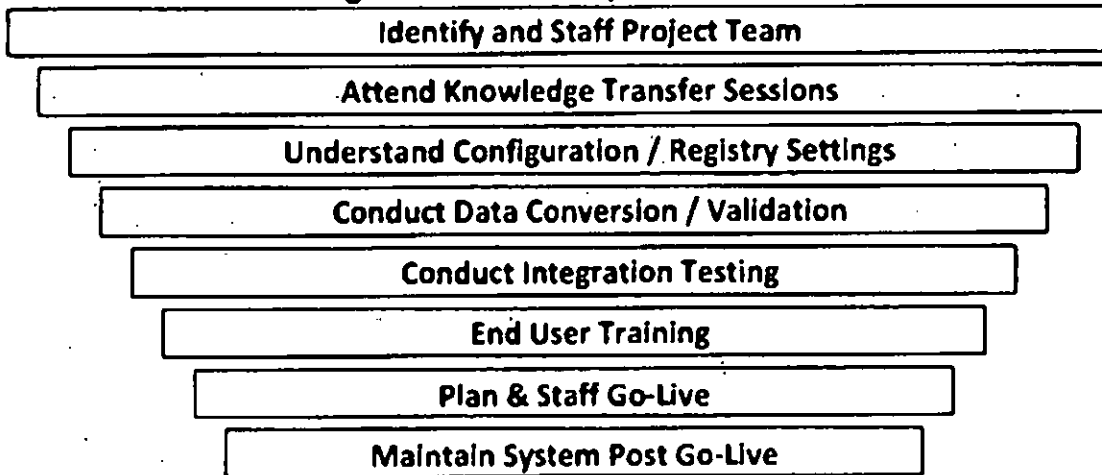 Identify and Staff Project Team
Attend Knowledge Transfer Sessions
Understand Configuration / Registry Settings
Conduct Data Conversion / Validation
Conduct Integration Testing
End User Training
Plan & Staff Go-Live
Maintain System Post Go-Live